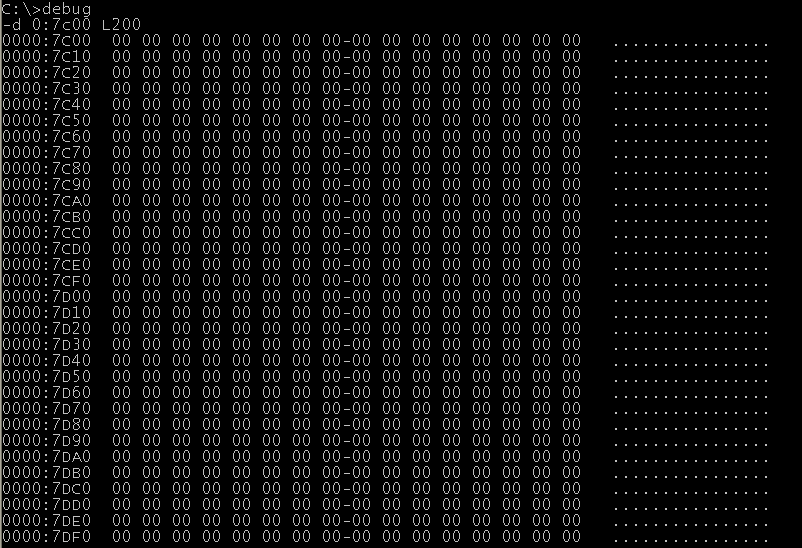 C:\>debug
-d 0:7c00 L200
0000:7C00  00 00 00 00 00 00 00 00-00 00 00 00 00 00 00 00   ................
0000:7C10  00 00 00 00 00 00 00 00-00 00 00 00 00 00 00 00   ................
0000:7C20  00 00 00 00 00 00 00 00-00 00 00 00 00 00 00 00   ................
0000:7C30  00 00 00 00 00 00 00 00-00 00 00 00 00 00 00 00   ................
0000:7C40  00 00 00 00 00 00 00 00-00 00 00 00 00 00 00 00   ................
0000:7C50  00 00 00 00 00 00 00 00-00 00 00 00 00 00 00 00   ................
0000:7C60  00 00 00 00 00 00 00 00-00 00 00 00 00 00 00 00   ................
0000:7C70  00 00 00 00 00 00 00 00-00 00 00 00 00 00 00 00   ................
0000:7C80  00 00 00 00 00 00 00 00-00 00 00 00 00 00 00 00   ................
0000:7C90  00 00 00 00 00 00 00 00-00 00 00 00 00 00 00 00   ................
0000:7CA0  00 00 00 00 00 00 00 00-00 00 00 00 00 00 00 00   ................
0000:7CB0  00 00 00 00 00 00 00 00-00 00 00 00 00 00 00 00   ................
0000:7CC0  00 00 00 00 00 00 00 00-00 00 00 00 00 00 00 00   ................
0000:7CD0  00 00 00 00 00 00 00 00-00 00 00 00 00 00 00 00   ................
0000:7CE0  00 00 00 00 00 00 00 00-00 00 00 00 00 00 00 00   ................
0000:7CF0  00 00 00 00 00 00 00 00-00 00 00 00 00 00 00 00   ................
0000:7D00  00 00 00 00 00 00 00 00-00 00 00 00 00 00 00 00   ................
0000:7D10  00 00 00 00 00 00 00 00-00 00 00 00 00 00 00 00   ................
0000:7D20  00 00 00 00 00 00 00 00-00 00 00 00 00 00 00 00   ................
0000:7D30  00 00 00 00 00 00 00 00-00 00 00 00 00 00 00 00   ................
0000:7D40  00 00 00 00 00 00 00 00-00 00 00 00 00 00 00 00   ................
0000:7D50  00 00 00 00 00 00 00 00-00 00 00 00 00 00 00 00   ................
0000:7D60  00 00 00 00 00 00 00 00-00 00 00 00 00 00 00 00   ................
0000:7D70  00 00 00 00 00 00 00 00-00 00 00 00 00 00 00 00   ................
0000:7D80  00 00 00 00 00 00 00 00-00 00 00 00 00 00 00 00   ................
0000:7D90  00 00 00 00 00 00 00 00-00 00 00 00 00 00 00 00   ................
0000:7DA0  00 00 00 00 00 00 00 00-00 00 00 00 00 00 00 00   ................
0000:7DB0  00 00 00 00 00 00 00 00-00 00 00 00 00 00 00 00   ................
0000:7DC0  00 00 00 00 00 00 00 00-00 00 00 00 00 00 00 00   ................
0000:7DD0  00 00 00 00 00 00 00 00-00 00 00 00 00 00 00 00   ................
0000:7DE0  00 00 00 00 00 00 00 00-00 00 00 00 00 00 00 00   ................
0000:7DF0  00 00 00 00 00 00 00 00-00 00 00 00 00 00 00 00   ................